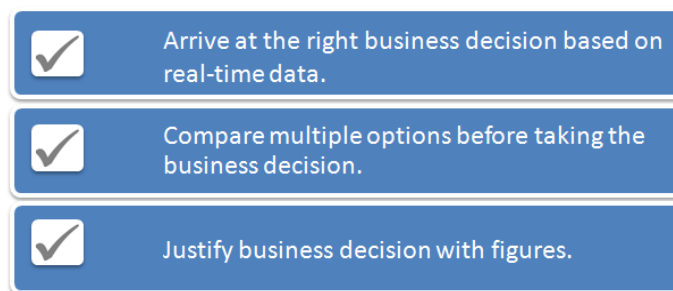 Arrive at the right business decision based on
real-time data.
Compare multiple options before taking the
business decision.
Justify business decision with figures.